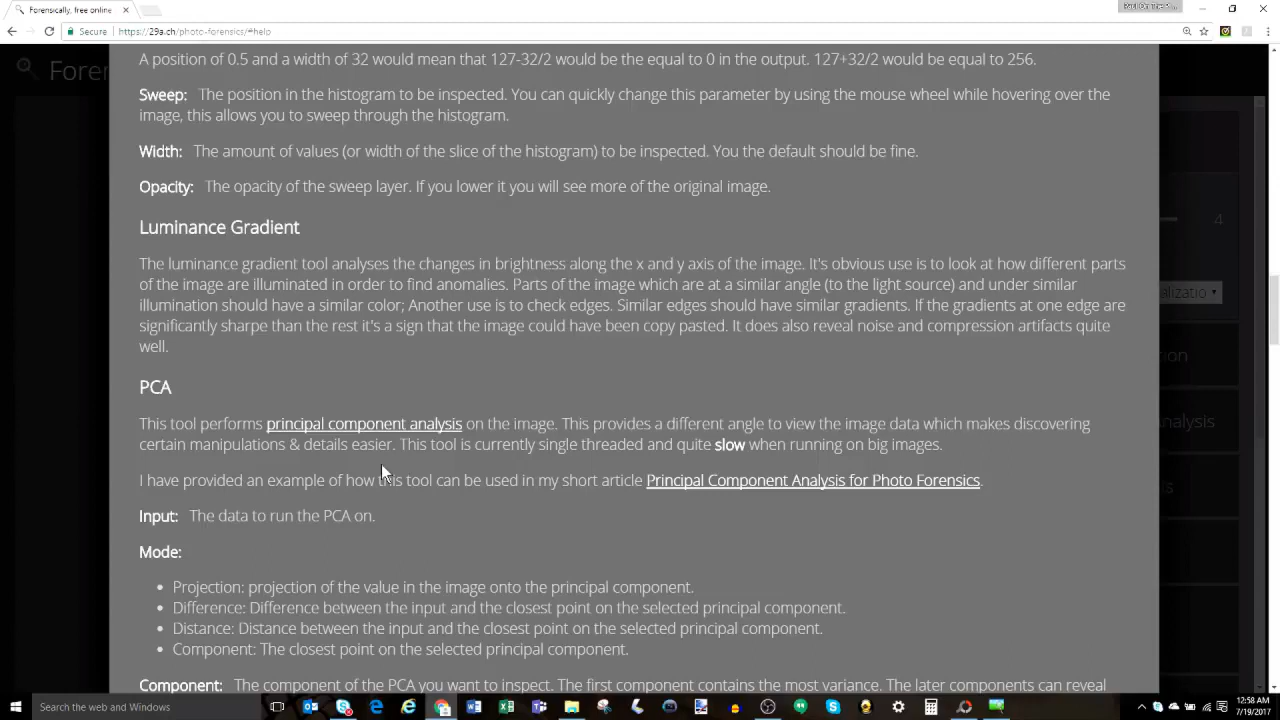 Forensically, free online
Secure
https://29a.ch/photo-forensics/#help
Foren
A position of 0.5 and a width of 32 would mean that 127-32/2 would be the equal to 0 in the output. 127+32/2 would be equal to 256.
Sweep: The position in the histogram to be inspected. You can quickly change this parameter by using the mouse wheel while hovering over the
image, this allows you to sweep through the histogram.
Width: The amount of values (or width of the slice of the histogram) to be inspected. You the default should be fine.
Opacity: The opacity of the sweep layer. If you lower it you will see more of the original image.
4
Luminance Gradient
The luminance gradient tool analyses the changes in brightness along the x and y axis of the image. It's obvious use is to look at how different parts
of the image are illuminated in order to find anomalies. Parts of the image which are at a similar angle (to the light source) and under similar
illumination should have a similar color; Another use is to check edges. Similar edges should have similar gradients. If the gradients at one edge are
significantly sharpe than the rest it's a sign that the image could have been copy pasted. It does also reveal noise and compression artifacts quite
well.
alizatio
ion
PCA
This tool performs principal component analysis on the image. This provides a different angle to view the image data which makes discovering
certain manipulations & details easier. This tool is currently single threaded and quite slow when running on big images.
nalysis
I have provided an example of how this tool can be used in my short article Principal Component Analysis for Photo Forensics.
s
Input: The data to run the PCA on.
Mode:
• Projection: projection of the value in the image onto the principal component.
• Difference: Difference between the input and the closest point on the selected principal component.
• Distance: Distance between the input and the closest point on the selected principal component.
• Component: The closest point on the selected principal component.
Component: The component of the PCA you want to inspect. The first component contains the most variance. The later components can reveal
Search the web and Windows
12:58 AM
7/19/2017